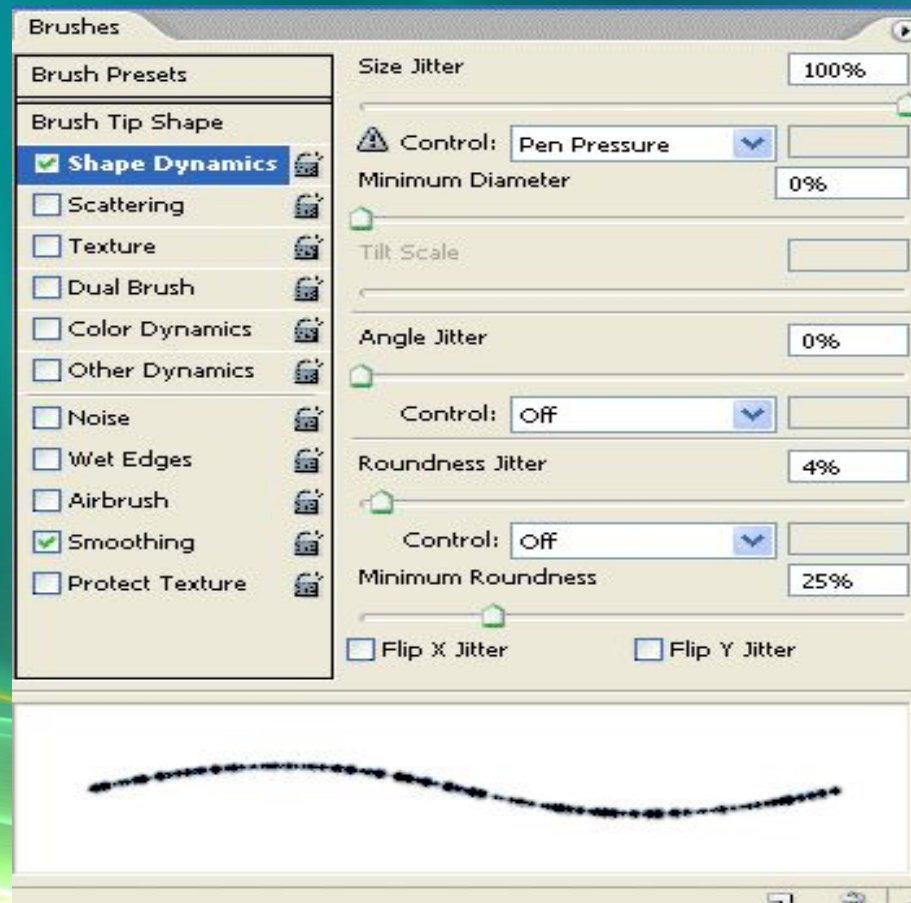 Brushes
Brush Presets
Brush Tip Shape
Shape Dynamics
Scattering
Texture
Dual Brush
Color Dynamics
Other Dynamics
Noise
Wet Edges
Airbrush
Smoothing
Protect Texture
Size Jitter 100%
Control: Pen Pressure
Minimum Diameter 0%
Tilt Scale
Angle Jitter 0%
Control: Off
Roundness Jitter 4%
Control: Off
Minimum Roundness 25%
Flip X Jitter Flip Y Jitter